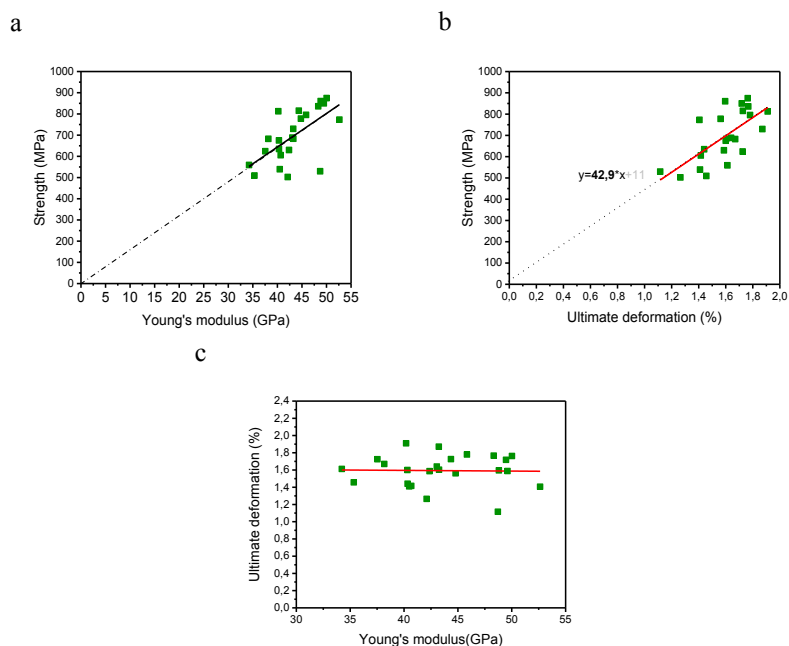 a
1000
900
800
700
600
500
400
300
200
100
0
Strength (MPa)
0 5 10 15 20 25 30 35 40 45 50 55
Young's modulus (GPa)
b
1000
900
800
700
600
500
400
300
200
100
0
Strength (MPa)
y=42,9*x+11
0,0 0,2 0,4 0,6 0,8 1,0 1,2 1,4 1,6 1,8 2,0
Ultimate deformation (%)
c
2,4
2,2
2,0
1,8
1,6
1,4
1,2
1,0
0,8
0,6
0,4
0,2
0,0
Ultimate deformation (%)
30 35 40 45 50 55
Young's modulus(GPa)